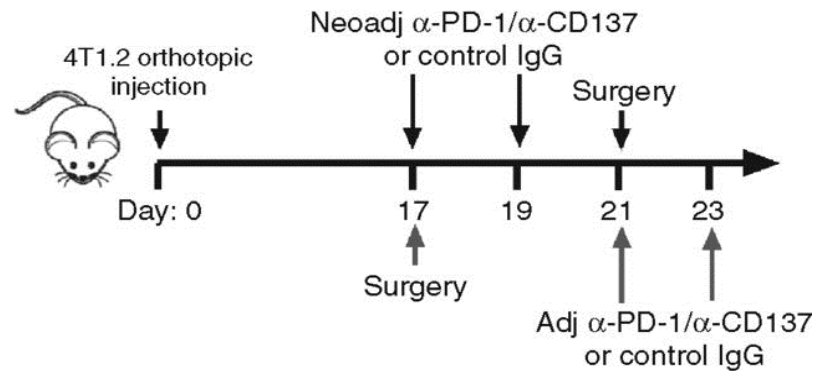 Neoadj α-PD-1/α-CD137
or control IgG
4T1.2 orthotopic
injection
Surgery
Day: 0 17 19 21 23
Surgery
Adj α-PD-1/α-CD137
or control IgG